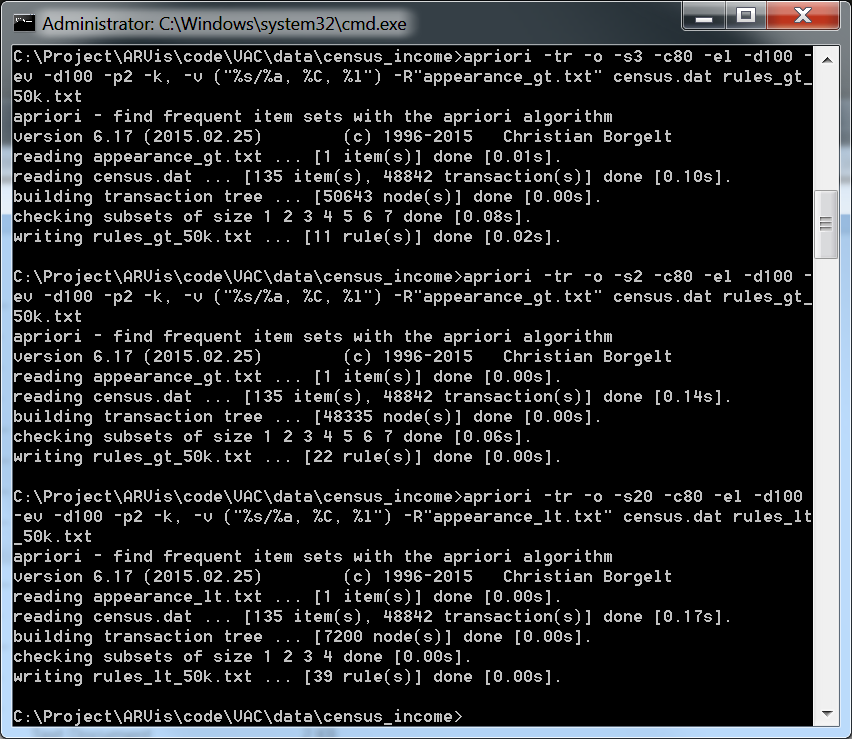 Administrator: C:\Windows\system32\cmd.exe
C:\Project\ARVis\code\VAC\data\census_income>apriori -tr -o -s3 -c80 -el -d100 -
ev -d100 -p2 -k, -v ("%s/%a, %C, %l") -R"appearance_gt.txt" census.dat rules_gt_
50k.txt
apriori - find frequent item sets with the apriori algorithm
version 6.17 (2015.02.25)        (c) 1996-2015   Christian Borgelt
reading appearance_gt.txt ... [1 item(s)] done [0.01s].
reading census.dat ... [135 item(s), 48842 transaction(s)] done [0.10s].
building transaction tree ... [50643 node(s)] done [0.00s].
checking subsets of size 1 2 3 4 5 6 7 done [0.08s].
writing rules_gt_50k.txt ... [11 rule(s)] done [0.02s].
C:\Project\ARVis\code\VAC\data\census_income>apriori -tr -o -s2 -c80 -el -d100 -
ev -d100 -p2 -k, -v ("%s/%a, %C, %l") -R"appearance_gt.txt" census.dat rules_gt_
50k.txt
apriori - find frequent item sets with the apriori algorithm
version 6.17 (2015.02.25)        (c) 1996-2015   Christian Borgelt
reading appearance_gt.txt ... [1 item(s)] done [0.00s].
reading census.dat ... [135 item(s), 48842 transaction(s)] done [0.14s].
building transaction tree ... [48335 node(s)] done [0.00s].
checking subsets of size 1 2 3 4 5 6 7 done [0.06s].
writing rules_gt_50k.txt ... [22 rule(s)] done [0.00s].
C:\Project\ARVis\code\VAC\data\census_income>apriori -tr -o -s20 -c80 -el -d100
-ev -d100 -p2 -k, -v ("%s/%a, %C, %l") -R"appearance_lt.txt" census.dat rules_lt
_50k.txt
apriori - find frequent item sets with the apriori algorithm
version 6.17 (2015.02.25)        (c) 1996-2015   Christian Borgelt
reading appearance_lt.txt ... [1 item(s)] done [0.00s].
reading census.dat ... [135 item(s), 48842 transaction(s)] done [0.17s].
building transaction tree ... [7200 node(s)] done [0.00s].
checking subsets of size 1 2 3 4 done [0.00s].
writing rules_lt_50k.txt ... [39 rule(s)] done [0.00s].
C:\Project\ARVis\code\VAC\data\census_income>